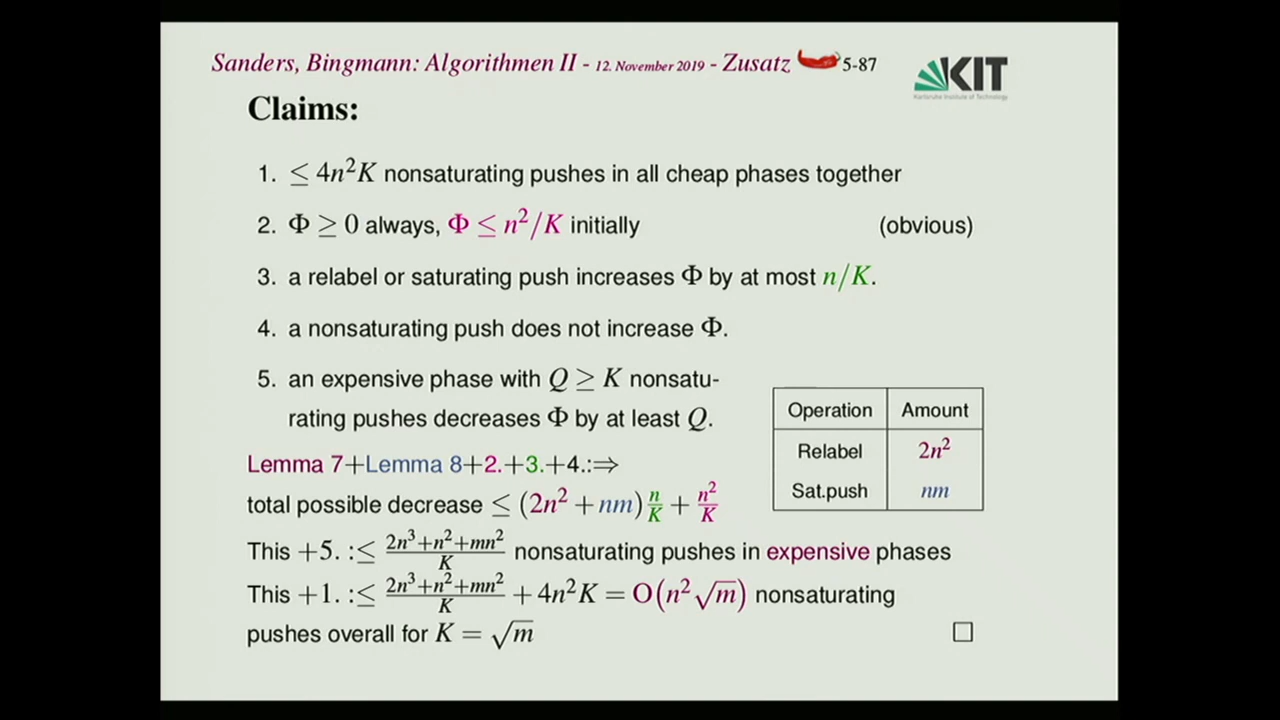 Sanders, Bingmann: Algorithmen II - 12. November 2019 - Zusatz 5-87
KIT
Karlsruhe Institute of Technology
Claims:
1. ≤ 4n²K nonsaturating pushes in all cheap phases together
2. Φ ≥ 0 always, Φ ≤ n²/K initially (obvious)
3. a relabel or saturating push increases Φ by at most n/K.
4. a nonsaturating push does not increase Φ.
5. an expensive phase with Q ≥ K nonsatu-
rating pushes decreases Φ by at least Q.
Operation Amount
Relabel 2n²
Sat.push nm
Lemma 7+Lemma 8+2.+3.+4.:⇒
total possible decrease ≤ (2n² + nm) n/K + n²/K
This +5. :≤ (2n³+n²+mn²)/K nonsaturating pushes in expensive phases
This +1. :≤ (2n³+n²+mn²)/K + 4n²K = O(n²√m) nonsaturating
pushes overall for K = √m □